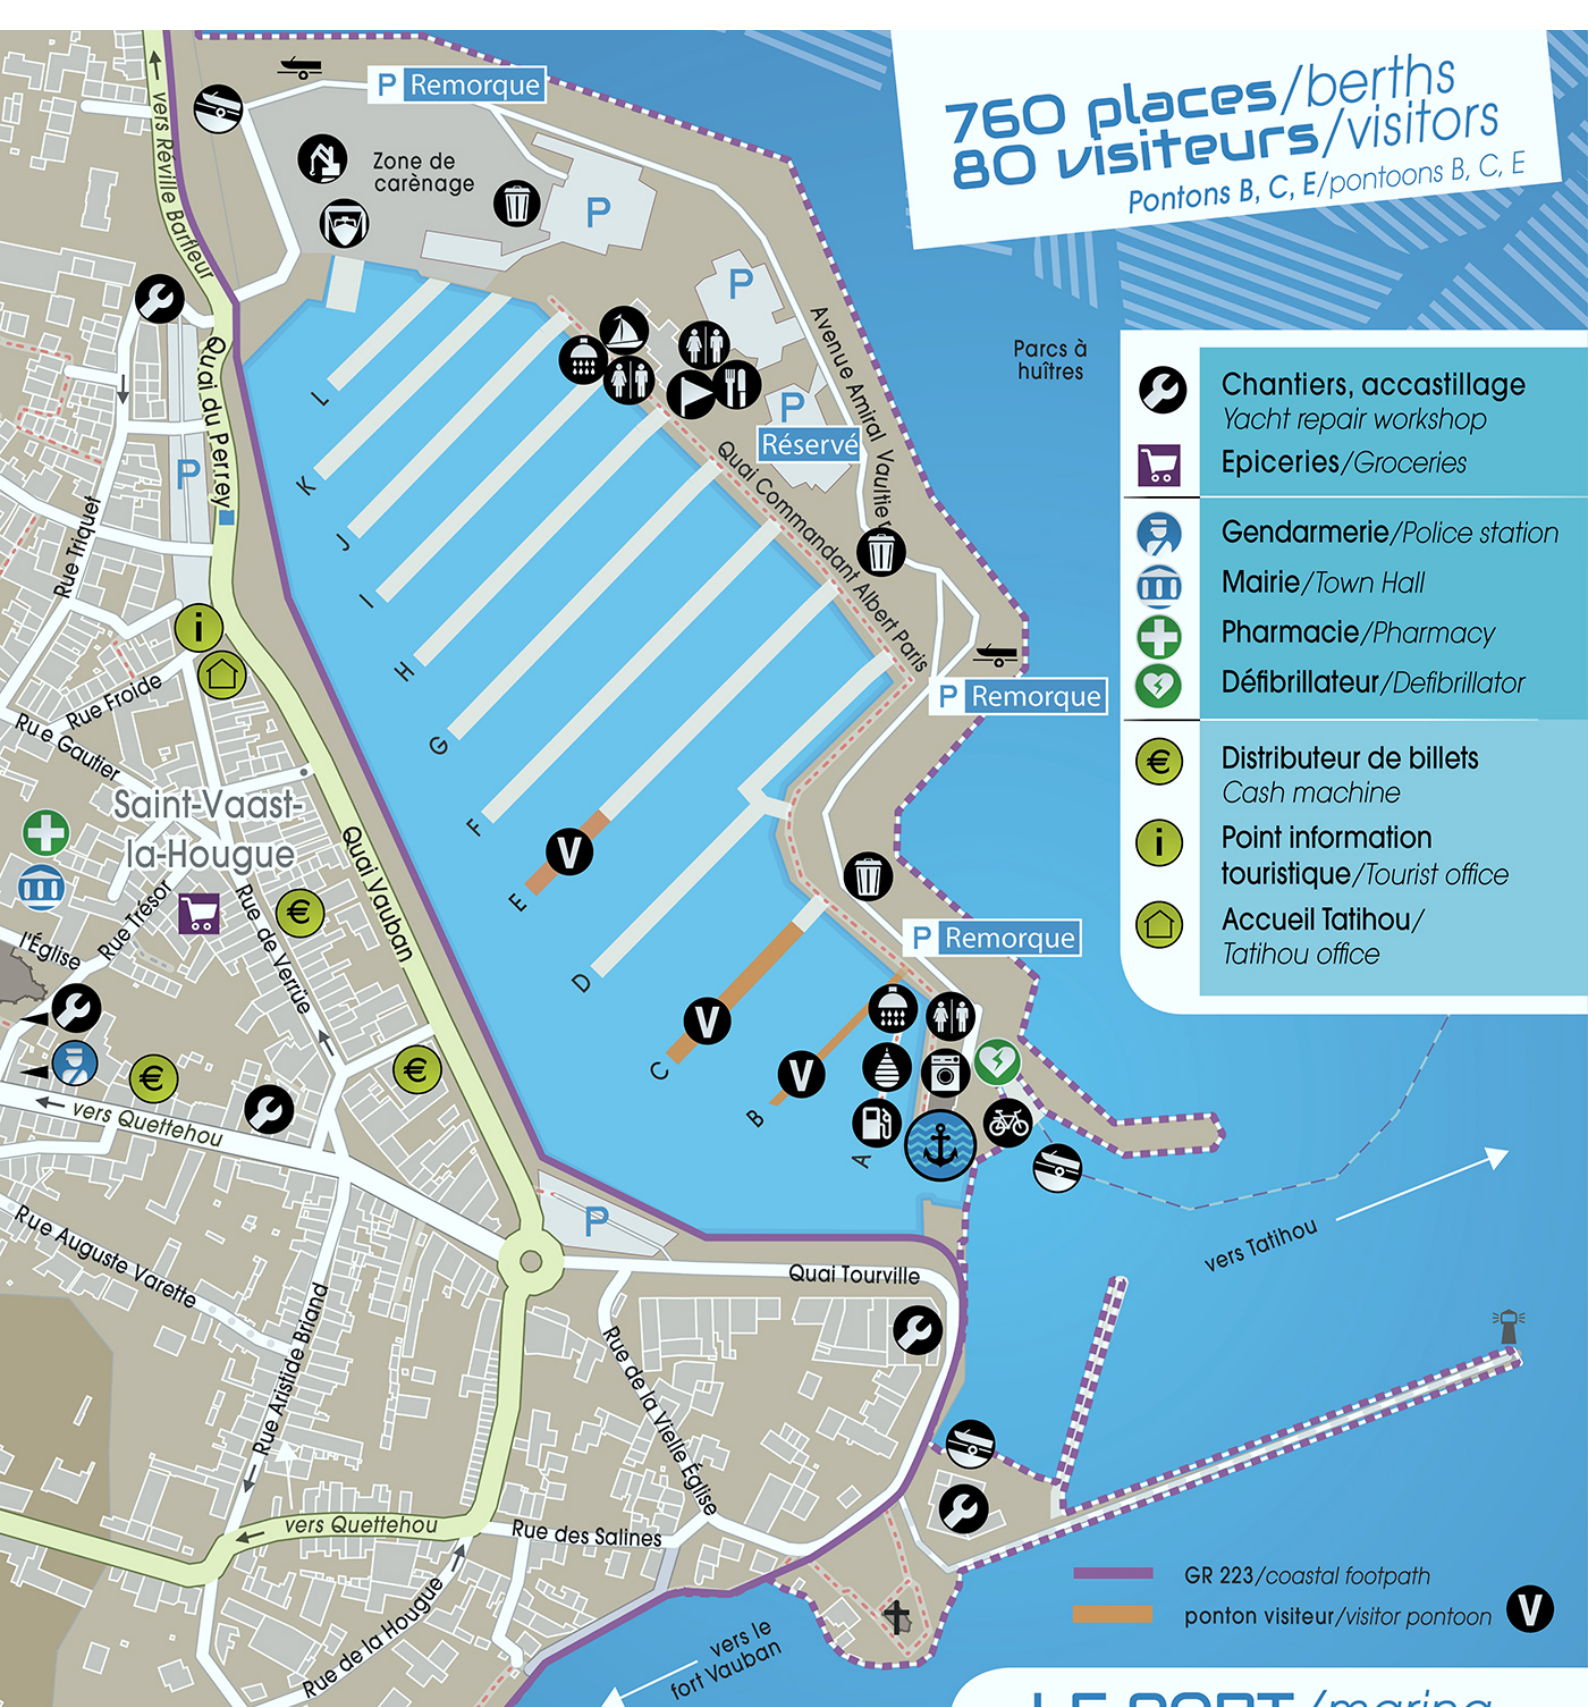 760 places/berths
80 visiteurs/visitors
Pontons B, C, E/pontoons B, C, E
P Remorque
vers Réville Barfleur
Zone de
carènage
P
P
Avenue Amiral Vaultier
Parcs à
huîtres
P
Réservé
Quai du Perrey
P
Rue Triquet
Quai Commandant Albert Paris
L
K
J
I
H
G
F
E
D
C
B
A
V
V
V
i
P Remorque
P Remorque
Rue Froide
Rue Gautier
Saint-Vaast-
la-Hougue
Quai Vauban
Rue Trésor
Rue de Verrüe
l'Église
€
€
€
vers Quettehou
P
Quai Tourville
Rue Auguste Varette
Rue Aristide Briand
Rue de la Vielle Église
vers Quettehou
Rue des Salines
Rue de la Hougue
vers Tatihou
vers le
fort Vauban
Chantiers, accastillage
Yacht repair workshop
Epiceries/Groceries
Gendarmerie/Police station
Mairie/Town Hall
Pharmacie/Pharmacy
Défibrillateur/Defibrillator
€
Distributeur de billets
Cash machine
i
Point information
touristique/Tourist office
Accueil Tatihou/
Tatihou office
GR 223/coastal footpath
ponton visiteur/visitor pontoon V
LE PORT/marina